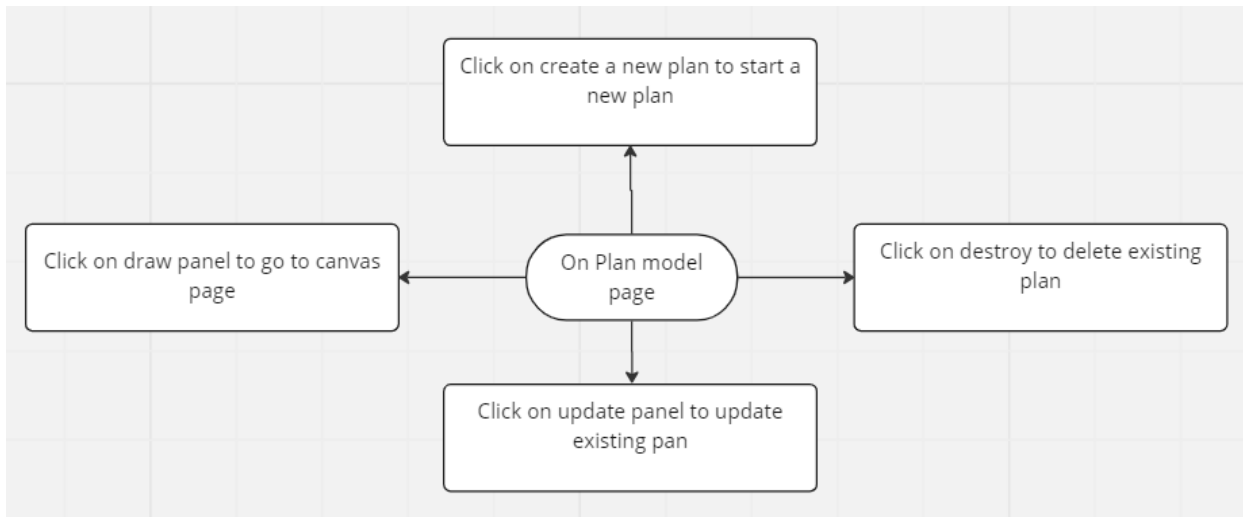 Click on create a new plan to start a
new plan
Click on draw panel to go to canvas
page
On Plan model
page
Click on destroy to delete existing
plan
Click on update panel to update
existing pan